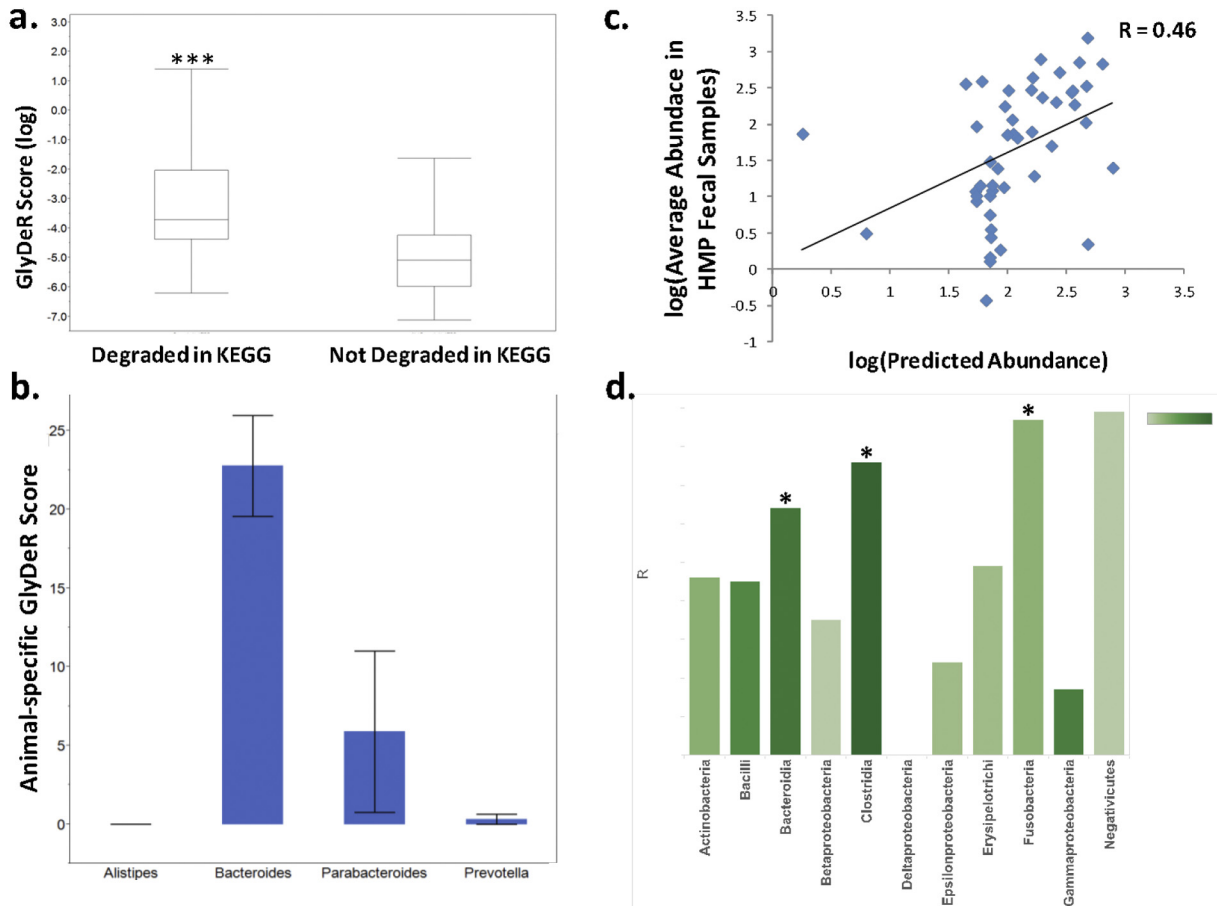 a.
GlyDeR Score (log)
3.0
2.0
1.0
0.0
-1.0
-2.0
-3.0
-4.0
-5.0
-6.0
-7.0
***
Degraded in KEGG
Not Degraded in KEGG
b.
Animal-specific GlyDeR Score
25
20
15
10
5
0
Alistipes
Bacteroides
Parabacteroides
Prevotella
c.
R = 0.46
log(Average Abundace in
HMP Fecal Samples)
3.5
3
2.5
2
1.5
1
0.5
0
-0.5
-1
0
0.5
1
1.5
2
2.5
3
3.5
log(Predicted Abundance)
d.
R
*
*
*
Actinobacteria
Bacilli
Bacteroidia
Betaproteobacteria
Clostridia
Deltaproteobacteria
Epsilonproteobacteria
Erysipelotrichi
Fusobacteria
Gammaproteobacteria
Negativicutes